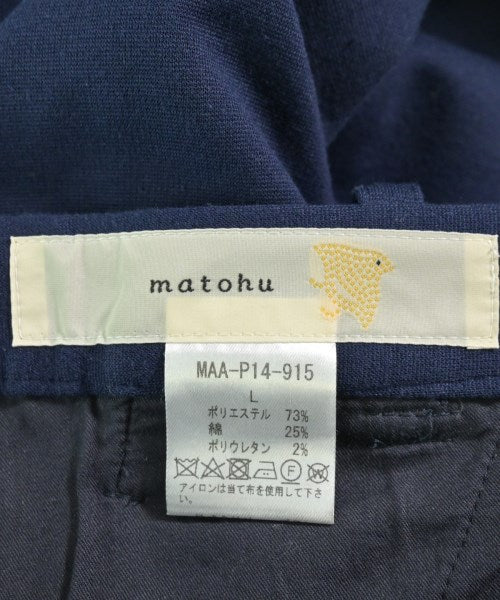 matohu
MAA-P14-915
L
ポリエステル 73%
綿 25%
ポリウレタン 2%
F W
アイロンは当て布を使用して下さい